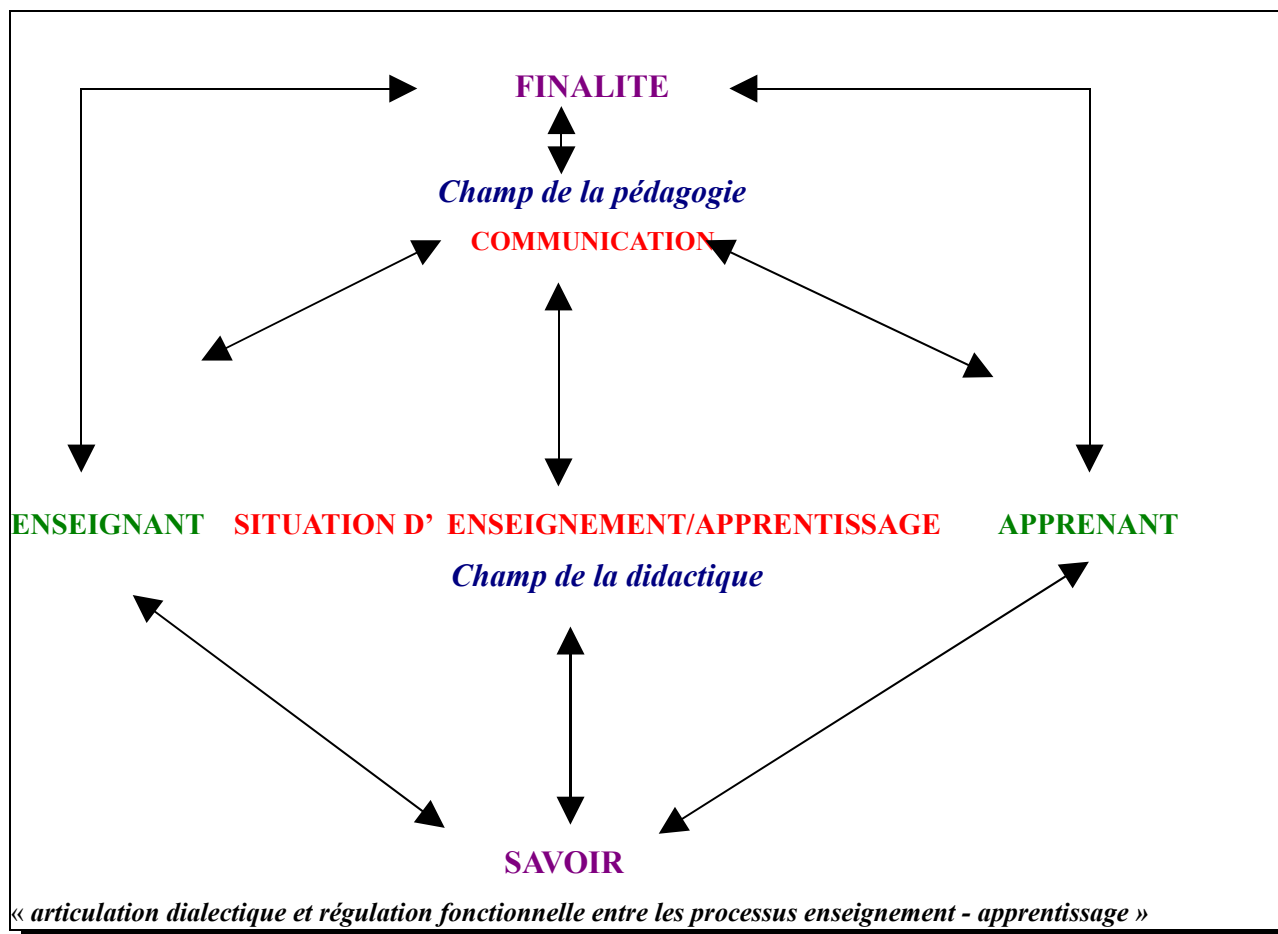 FINALITE
Champ de la pédagogie
COMMUNICATION
ENSEIGNANT SITUATION D’ ENSEIGNEMENT/APPRENTISSAGE APPRENANT
Champ de la didactique
SAVOIR
« articulation dialectique et régulation fonctionnelle entre les processus enseignement - apprentissage »